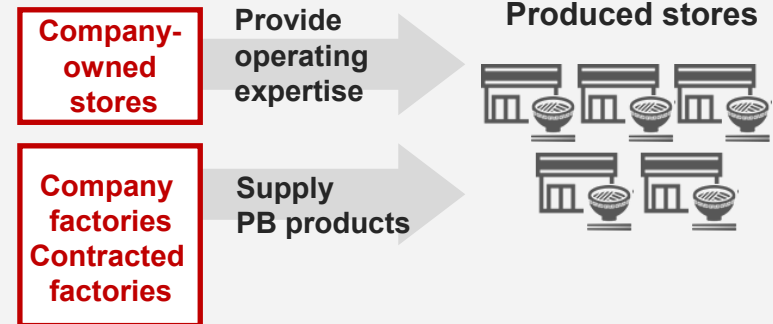 Company-
owned
stores
Provide
operating
expertise
Produced stores
Company
factories
Contracted
factories
Supply
PB products